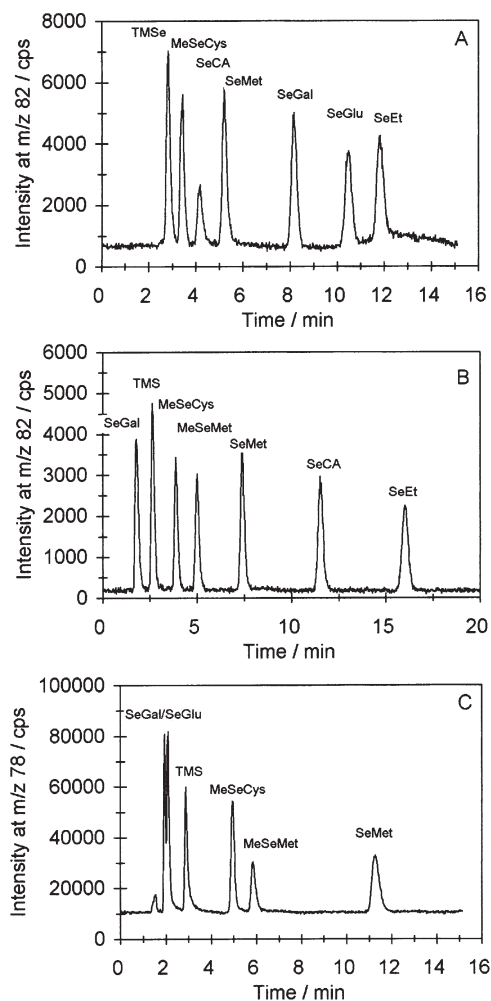 A
TMSe
MeSeCys
SeCA
SeMet
SeGal
SeGlu
SeEt
8000
6000
4000
2000
0
Intensity at m/z 82 / cps
0 2 4 6 8 10 12 14 16
Time / min
B
SeGal
TMS
MeSeCys
MeSeMet
SeMet
SeCA
SeEt
6000
5000
4000
3000
2000
1000
0
Intensity at m/z 82 / cps
0 5 10 15 20
Time / min
C
SeGal/SeGlu
TMS
MeSeCys
MeSeMet
SeMet
100000
80000
60000
40000
20000
0
Intensity at m/z 78 / cps
0 2 4 6 8 10 12 14 16
Time / min